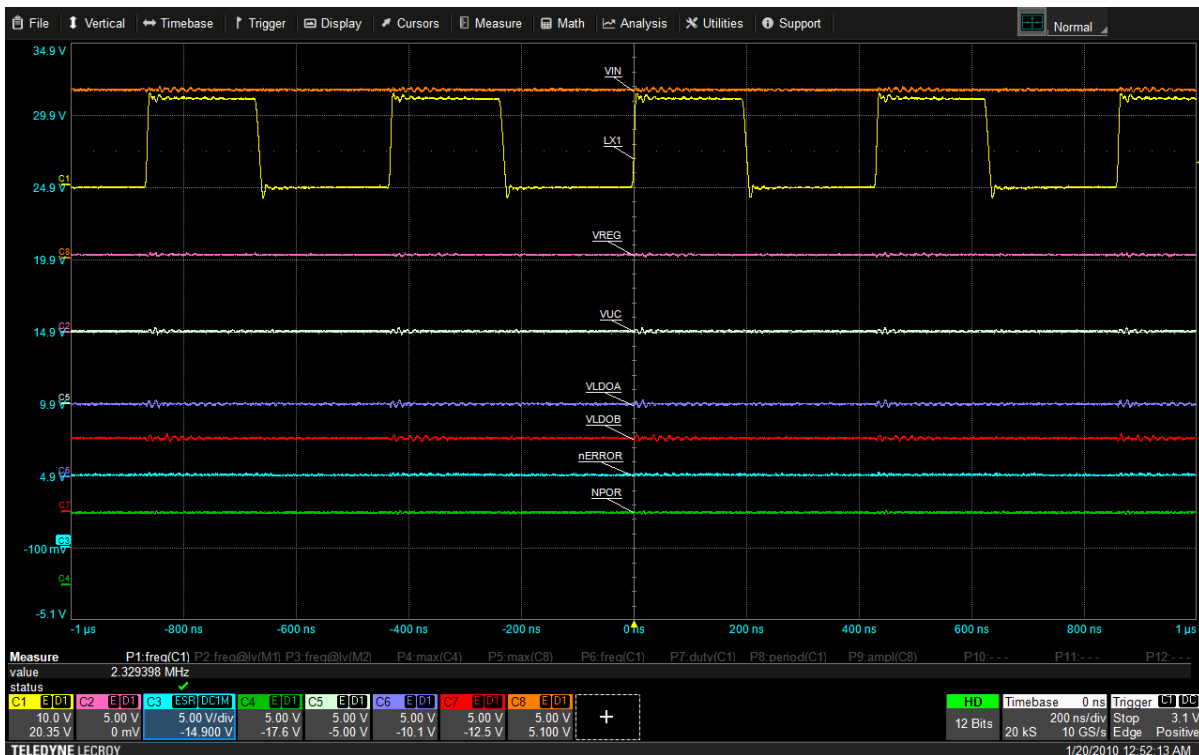 File Vertical Timebase Trigger Display Cursors Measure Math Analysis Utilities Support Normal
34.9 V
VIN
29.9 V
LX1
C1
24.9 V
VREG
C8
19.9 V
VUC
C2
14.9 V
VLDOA
C5
9.9 V
VLDOB
nERROR
C6
4.9 V
NPOR
C7
C3
-100 mV
C4
-5.1 V
-1 µs -800 ns -600 ns -400 ns -200 ns 0 ns 200 ns 400 ns 600 ns 800 ns 1 µs
Measure P1:freq(C1) P2:freq@lv(M1) P3:freq@lv(M2) P4:max(C4) P5:max(C8) P6:freq(C1) P7:duty(C1) P8:period(C1) P9:ampl(C8) P10:- - - P11:- - - P12:- - -
value 2.329398 MHz
status
C1 E D1 C2 E D1 C3 ESR DC1M C4 E D1 C5 E D1 C6 E D1 C7 E D1 C8 E D1 HD Timebase 0 ns Trigger C1 DC
10.0 V 5.00 V 5.00 V/div 5.00 V 5.00 V 5.00 V 5.00 V 5.00 V + 12 Bits 200 ns/div Stop 3.1 V
20.35 V 0 mV -14.900 V -17.6 V -5.00 V -10.1 V -12.5 V 5.100 V 20 kS 10 GS/s Edge Positive
TELEDYNE LECROY 1/20/2010 12:52:13 AM